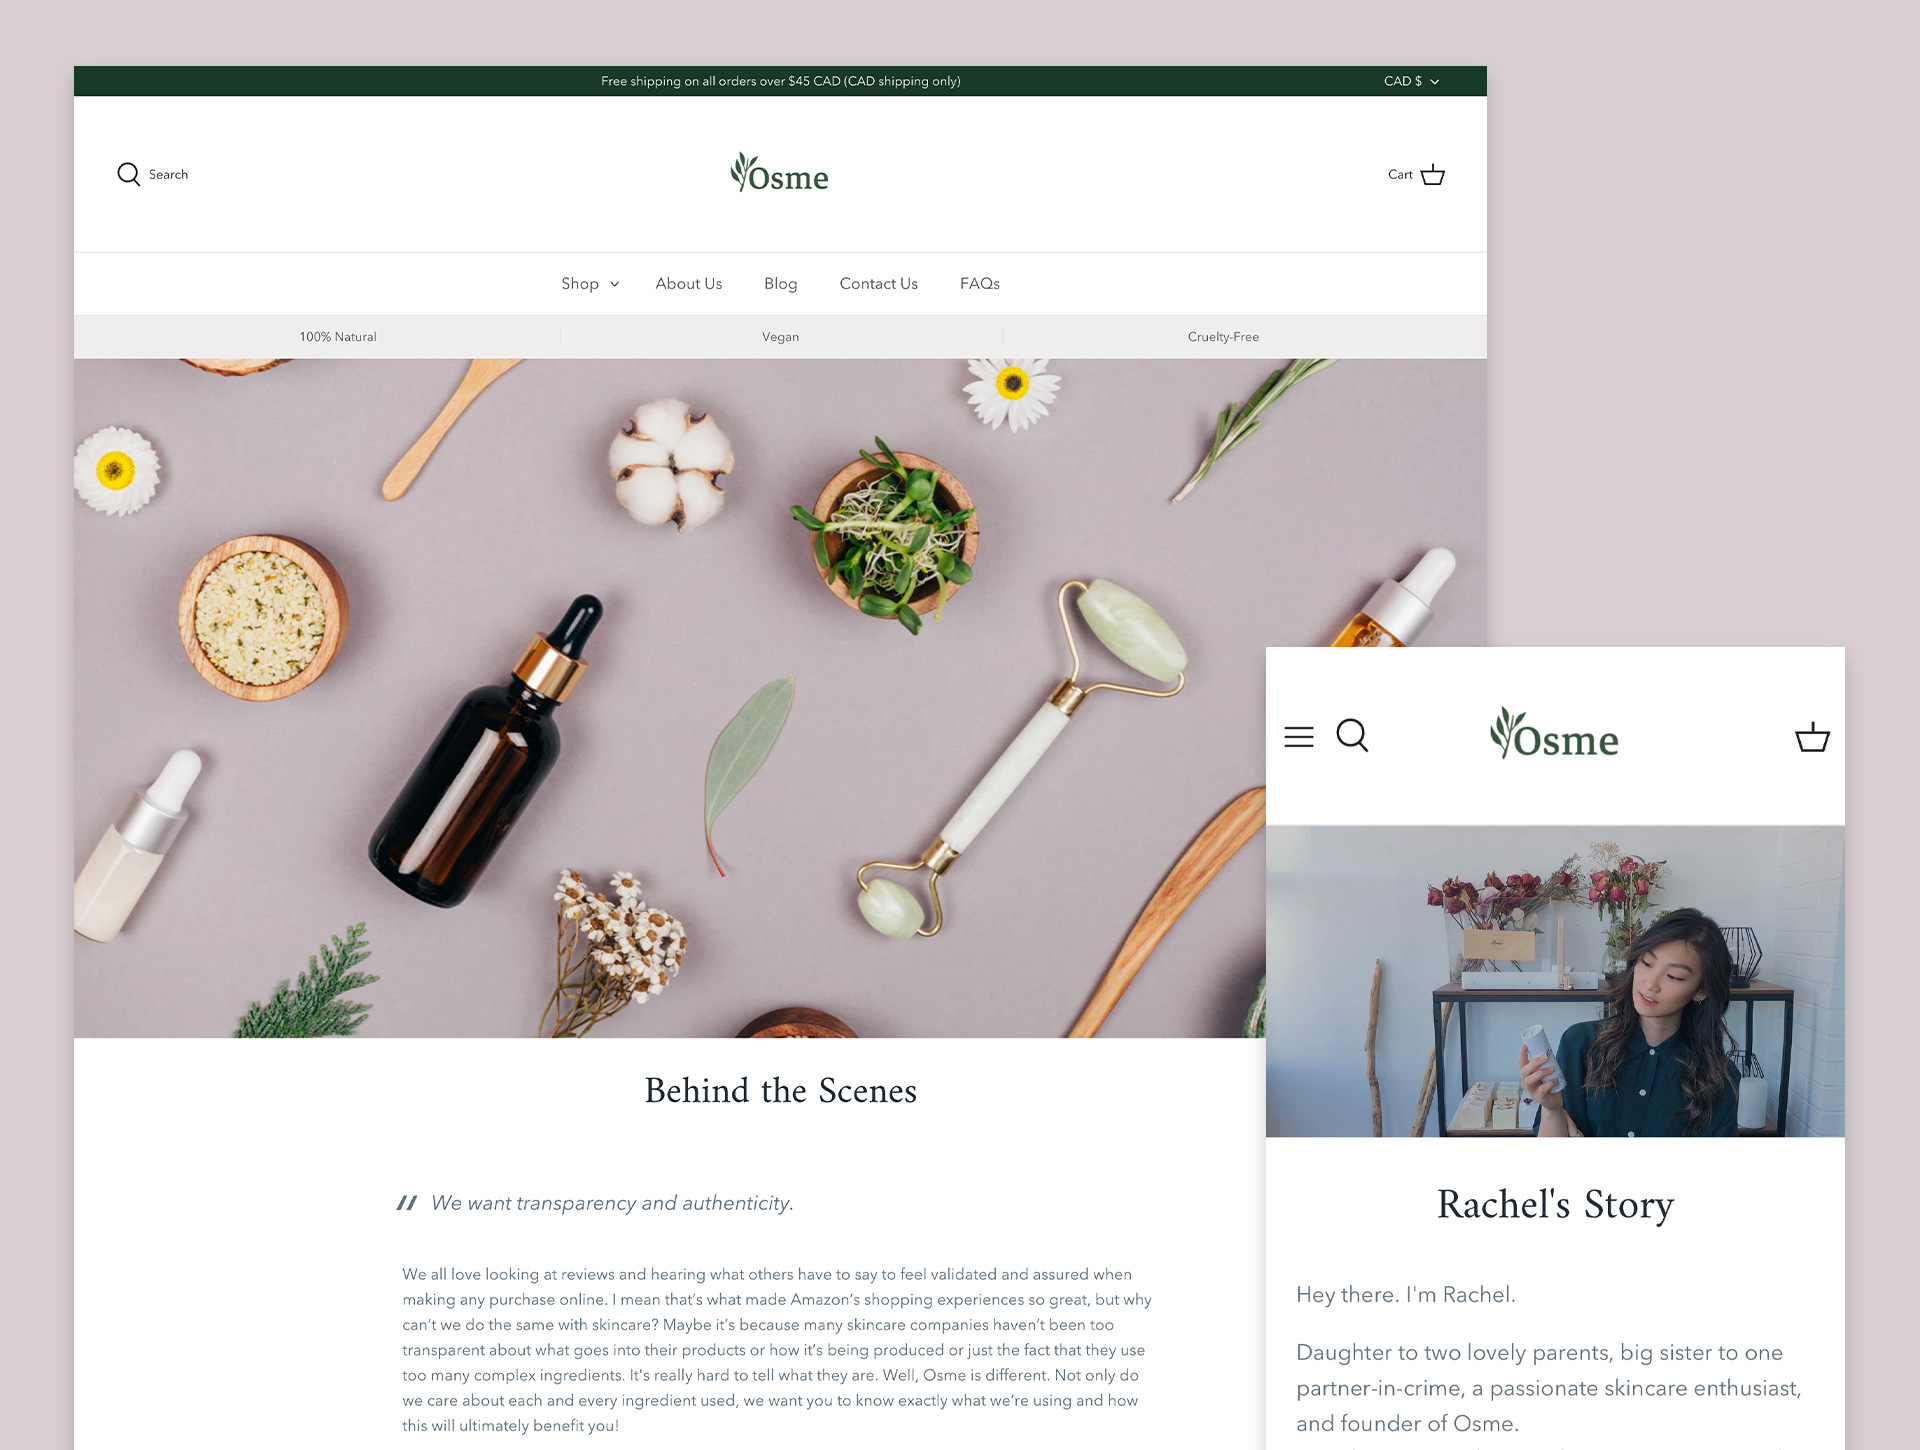 Free shipping on all orders over $45 CAD (CAD shipping only)
CAD $
Search
Osme
Cart
Shop
About Us
Blog
Contact Us
FAQs
100% Natural
Vegan
Cruelty-Free
Behind the Scenes
We want transparency and authenticity.
We all love looking at reviews and hearing what others have to say to feel validated and assured when
making any purchase online. I mean that’s what made Amazon’s shopping experiences so great, but why
can’t we do the same with skincare? Maybe it’s because many skincare companies haven’t been too
transparent about what goes into their products or how it’s being produced or just the fact that they use
too many complex ingredients. It's really hard to tell what they are. Well, Osme is different. Not only do
we care about each and every ingredient used, we want you to know exactly what we’re using and how
this will ultimately benefit you!
Osme
Rachel's Story
Hey there. I'm Rachel.
Daughter to two lovely parents, big sister to one
partner-in-crime, a passionate skincare enthusiast,
and founder of Osme.